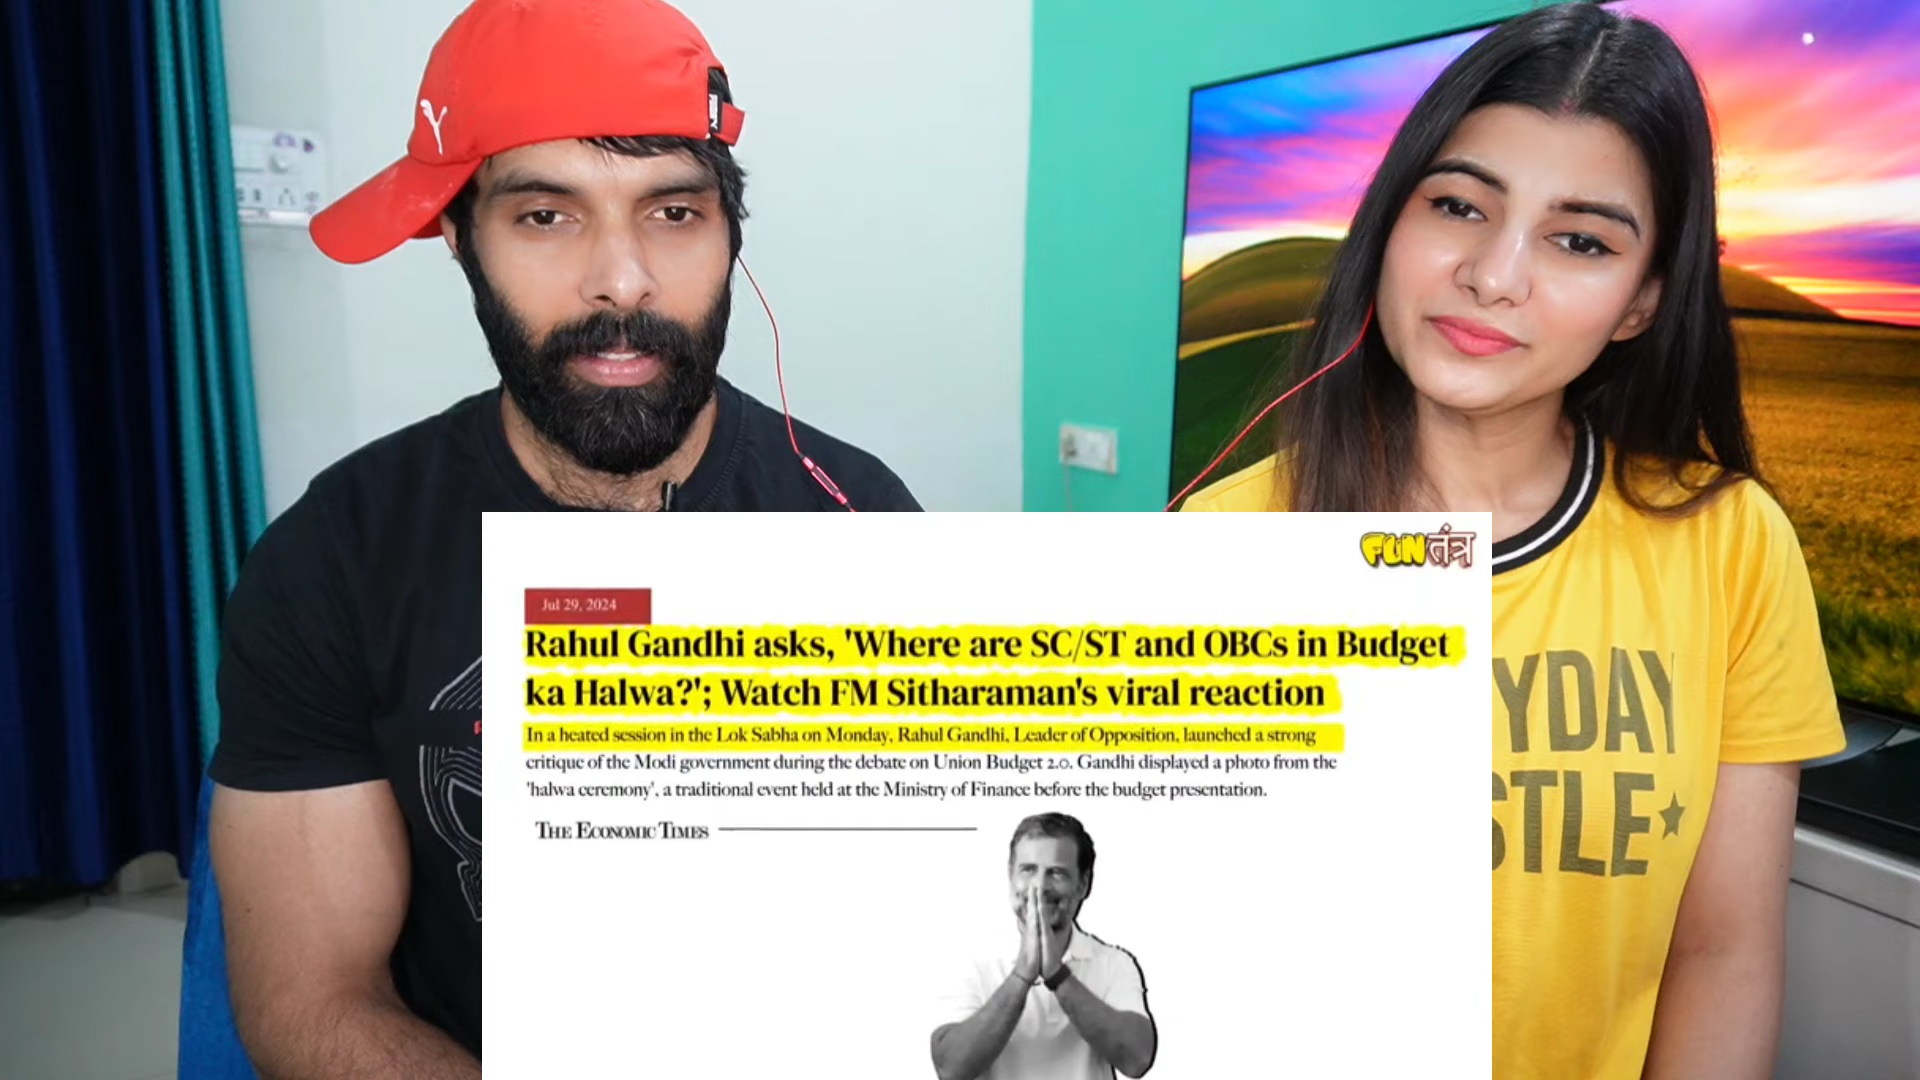 FUNतंत्र
Jul 29, 2024
Rahul Gandhi asks, 'Where are SC/ST and OBCs in Budget
ka Halwa?'; Watch FM Sitharaman's viral reaction
In a heated session in the Lok Sabha on Monday, Rahul Gandhi, Leader of Opposition, launched a strong
critique of the Modi government during the debate on Union Budget 2.0. Gandhi displayed a photo from the
'halwa ceremony', a traditional event held at the Ministry of Finance before the budget presentation.
THE ECONOMIC TIMES
YDAY
STLE